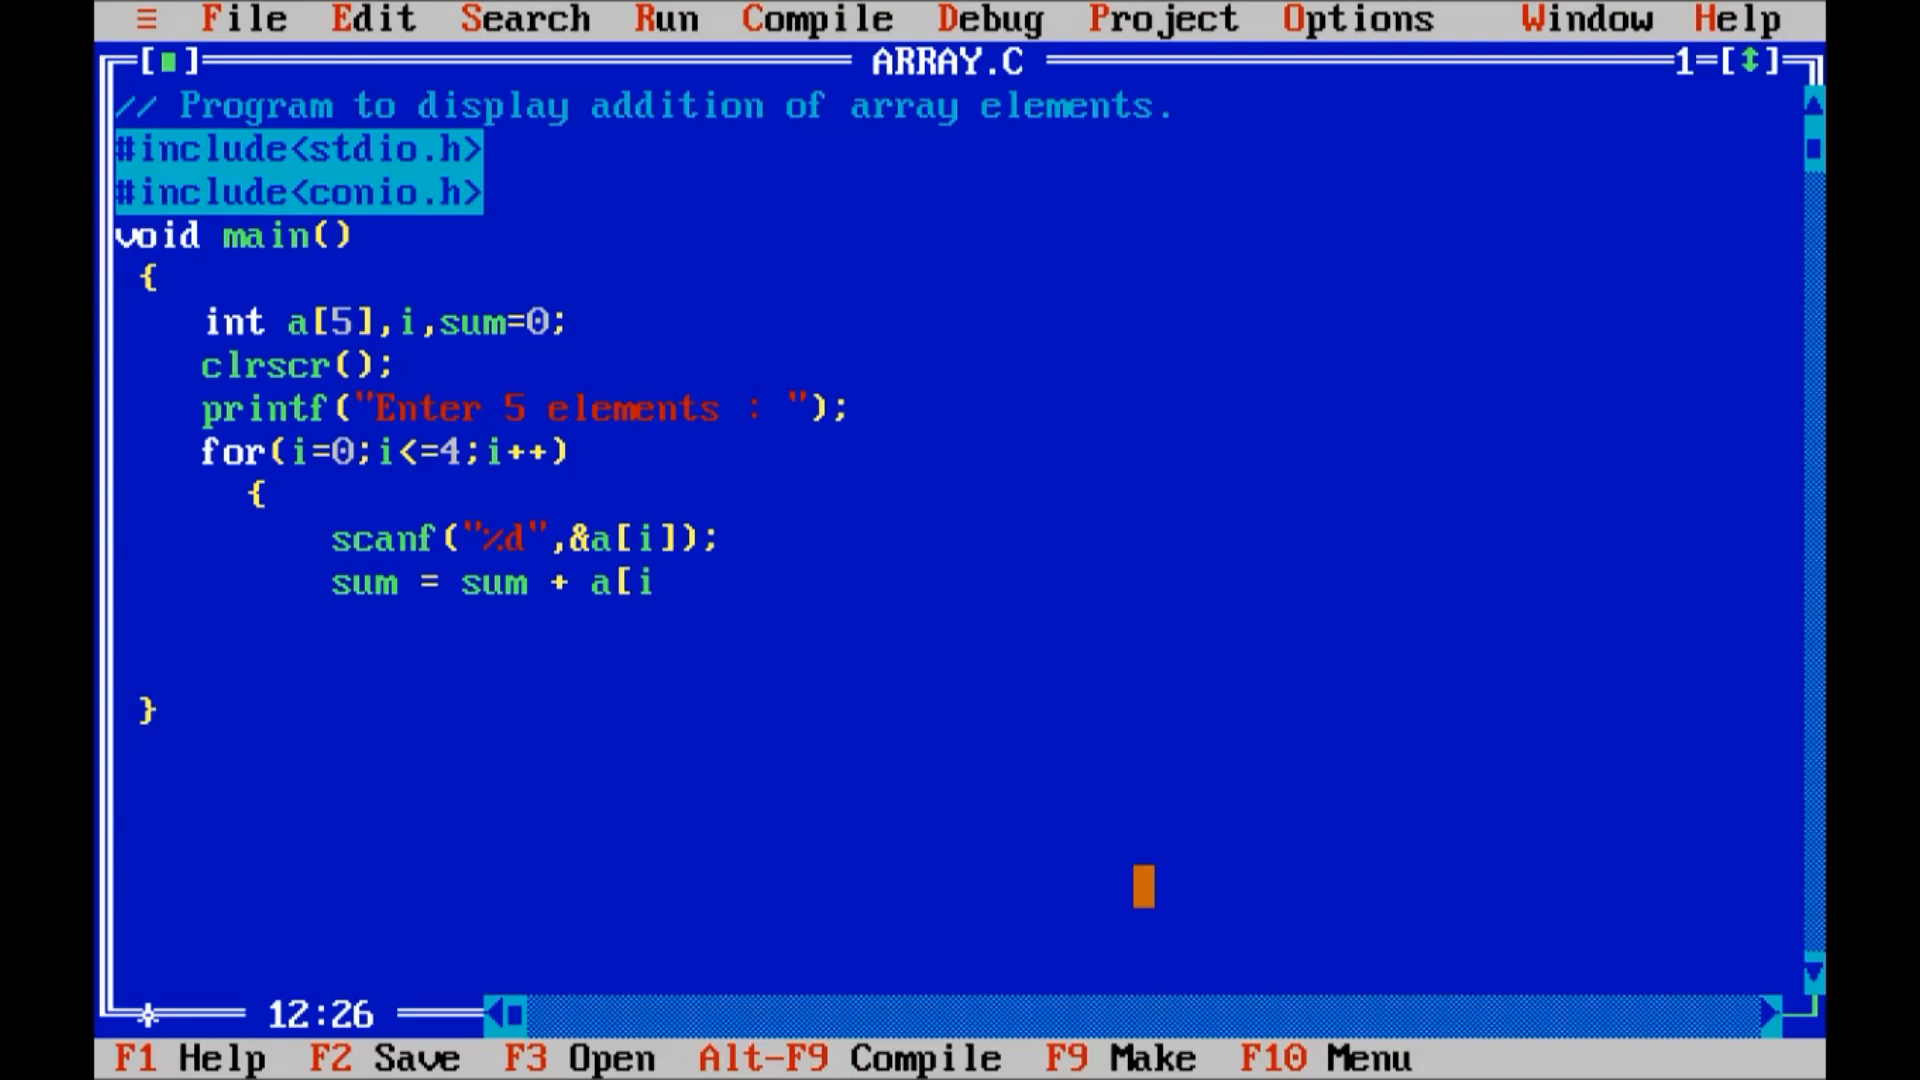 ≡ File Edit Search Run Compile Debug Project Options Window Help
[■] ARRAY.C 1=[↕]
// Program to display addition of array elements.
#include<stdio.h>
#include<conio.h>
void main()
{
int a[5],i,sum=0;
clrscr();
printf("Enter 5 elements : ");
for(i=0;i<=4;i++)
{
scanf("%d",&a[i]);
sum = sum + a[i
}
12:26
F1 Help F2 Save F3 Open Alt-F9 Compile F9 Make F10 Menu